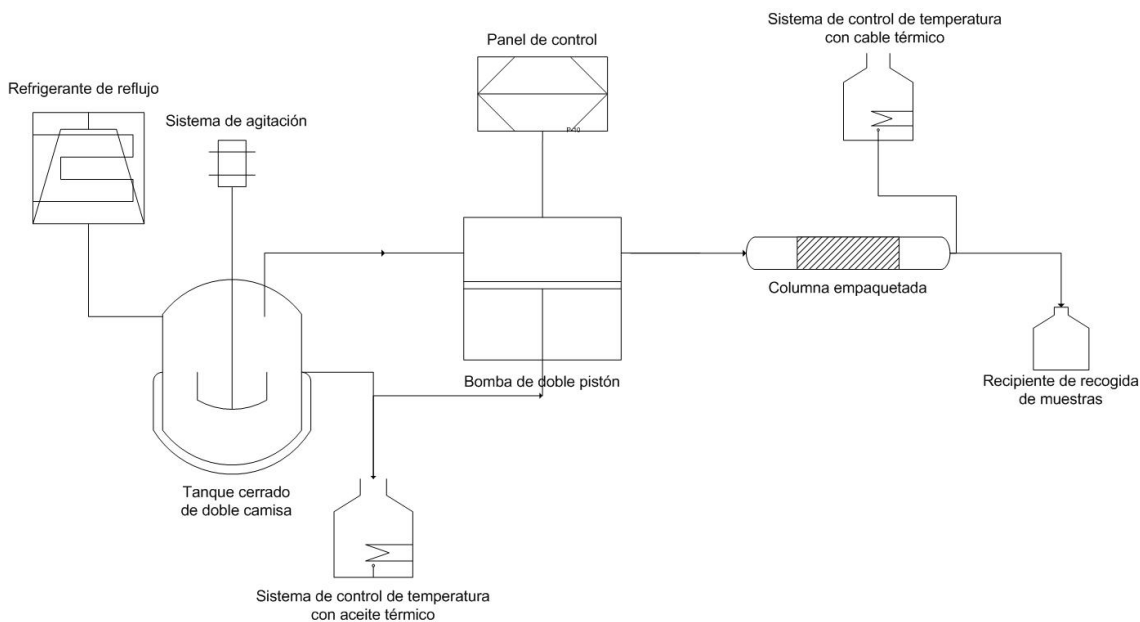 Sistema de control de temperatura
con cable térmico
Panel de control
Refrigerante de reflujo
Sistema de agitación
P-10
Columna empaquetada
Bomba de doble pistón
Recipiente de recogida
de muestras
Tanque cerrado
de doble camisa
Sistema de control de temperatura
con aceite térmico